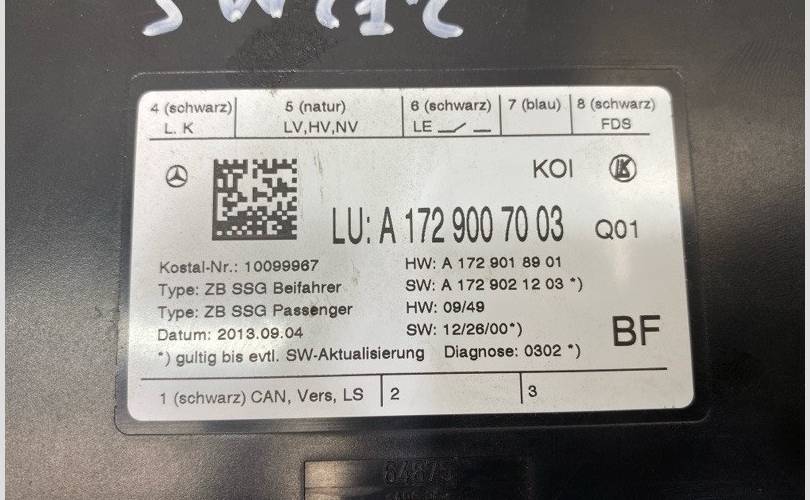 4 (schwarz) 5 (natur) 6 (schwarz) 7 (blau) 8 (schwarz)
L. K LV,HV,NV LE FDS
KOI LK
LU: A 172 900 70 03 Q01
Kostal-Nr.: 10099967 HW: A 172 901 89 01
Type: ZB SSG Beifahrer SW: A 172 902 12 03 *)
Type: ZB SSG Passenger HW: 09/49
Datum: 2013.09.04 SW: 12/26/00*)
BF
*) gultig bis evtl. SW-Aktualisierung Diagnose: 0302 *)
1 (schwarz) CAN, Vers, LS 2 3
64875